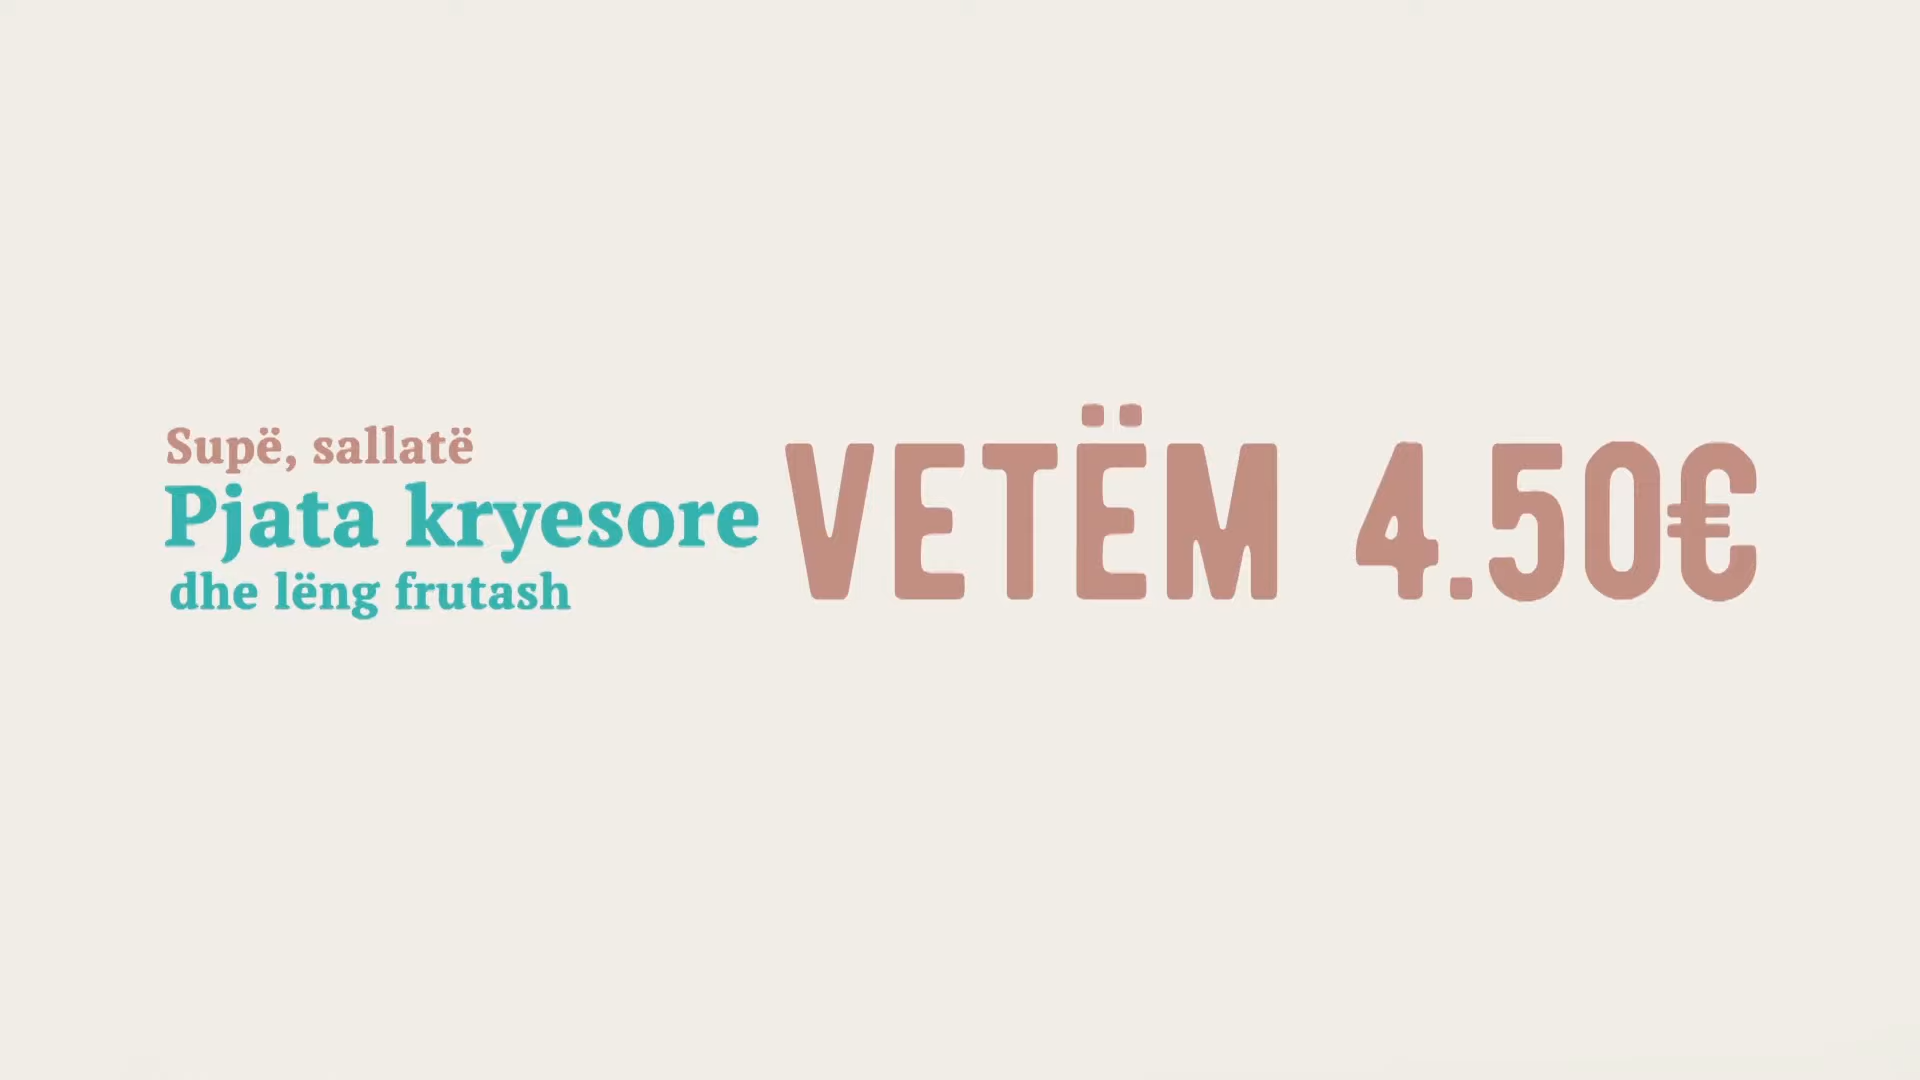 Supë, sallatë
Pjata kryesore
dhe lëng frutash
VETËM 4.50€